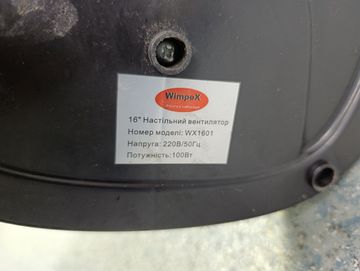 WimpeX
16" Настільний вентилятор
Номер моделі: WX1601
Напруга: 220В/50Гц
Потужність:100Вт